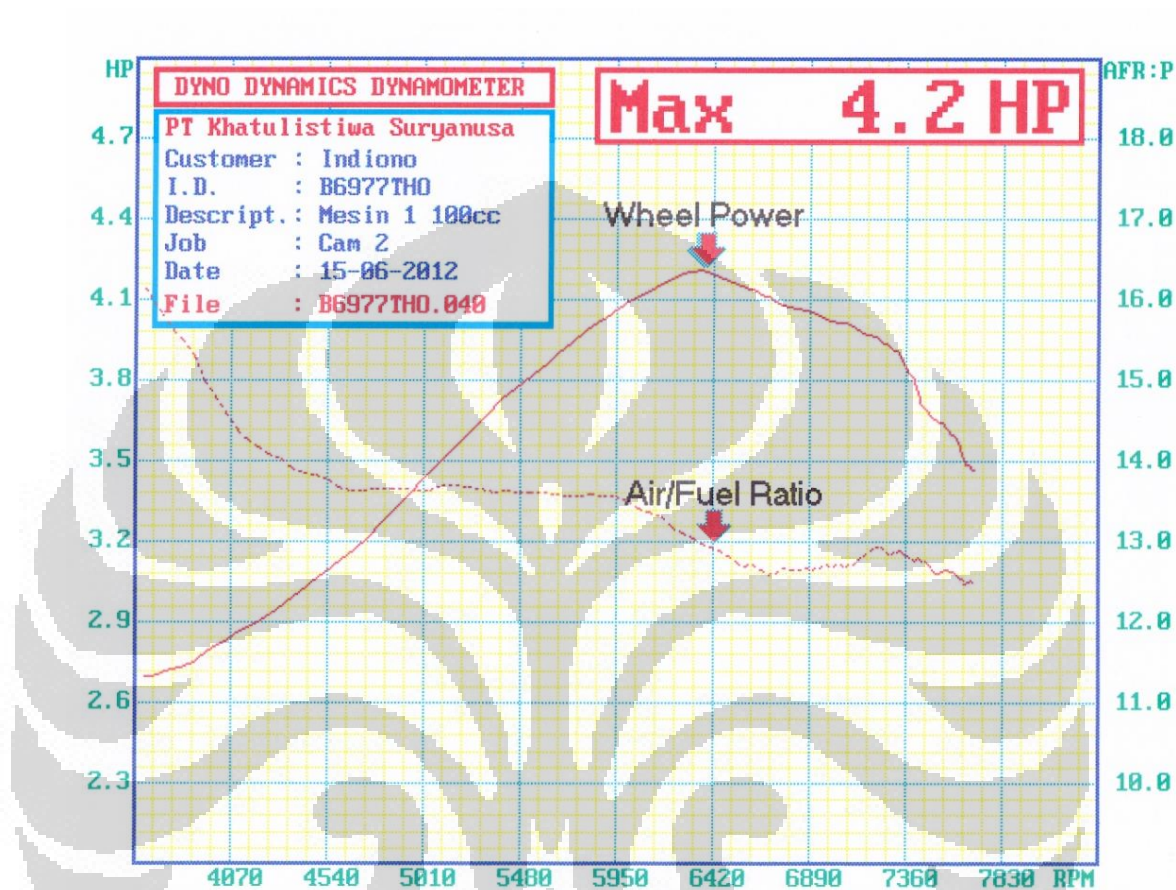 HP
AFR:P
DYNO DYNAMICS DYNAMOMETER
Max 4.2 HP
PT Khatulistiwa Suryanusa
Customer : Indiono
I.D. : B6977THO
Descript.: Mesin 1 100cc
Job : Cam 2
Date : 15-06-2012
File : B6977THO.040
Wheel Power
Air/Fuel Ratio
4.7
4.4
4.1
3.8
3.5
3.2
2.9
2.6
2.3
18.0
17.0
16.0
15.0
14.0
13.0
12.0
11.0
10.0
4070 4540 5010 5480 5950 6420 6890 7360 7830 RPM